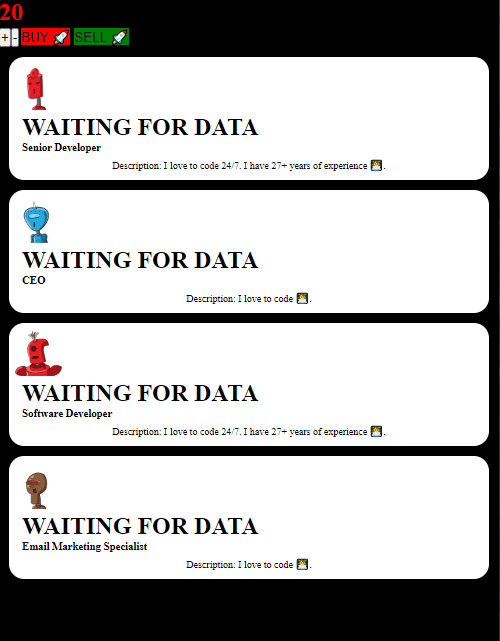 20
+ - BUY 🚀 SELL 🚀
WAITING FOR DATA
Senior Developer
Description: I love to code 24/7. I have 27+ years of experience 👨‍💻.
WAITING FOR DATA
CEO
Description: I love to code 👨‍💻.
WAITING FOR DATA
Software Developer
Description: I love to code 24/7. I have 27+ years of experience 👨‍💻.
WAITING FOR DATA
Email Marketing Specialist
Description: I love to code 👨‍💻.